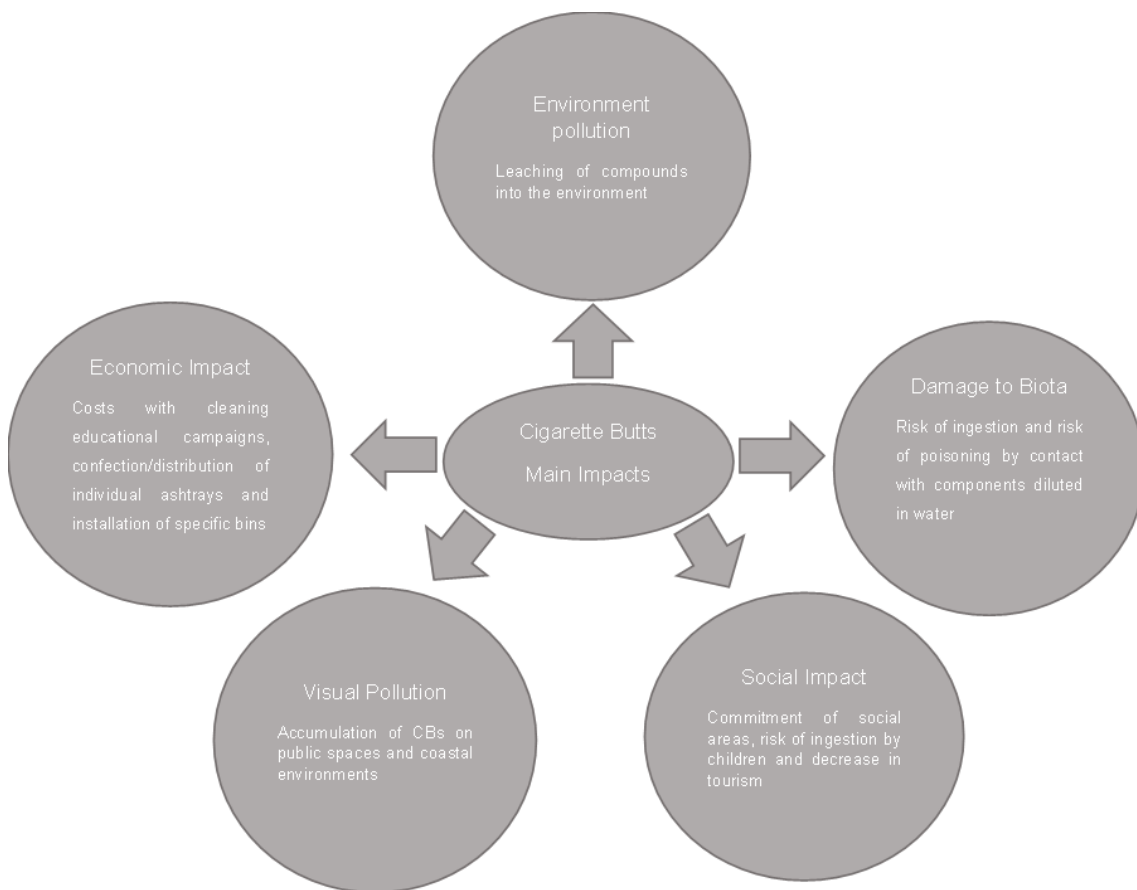 Environment
pollution
Leaching of compounds
into the environment
Economic Impact
Costs with cleaning
educational campaigns,
confection/distribution of
individual ashtrays and
installation of specific bins
Cigarette Butts
Main Impacts
Damage to Biota
Risk of ingestion and risk
of poisoning by contact
with components diluted
in water
Visual Pollution
Accumulation of CBs on
public spaces and coastal
environments
Social Impact
Commitment of social
areas, risk of ingestion by
children and decrease in
tourism